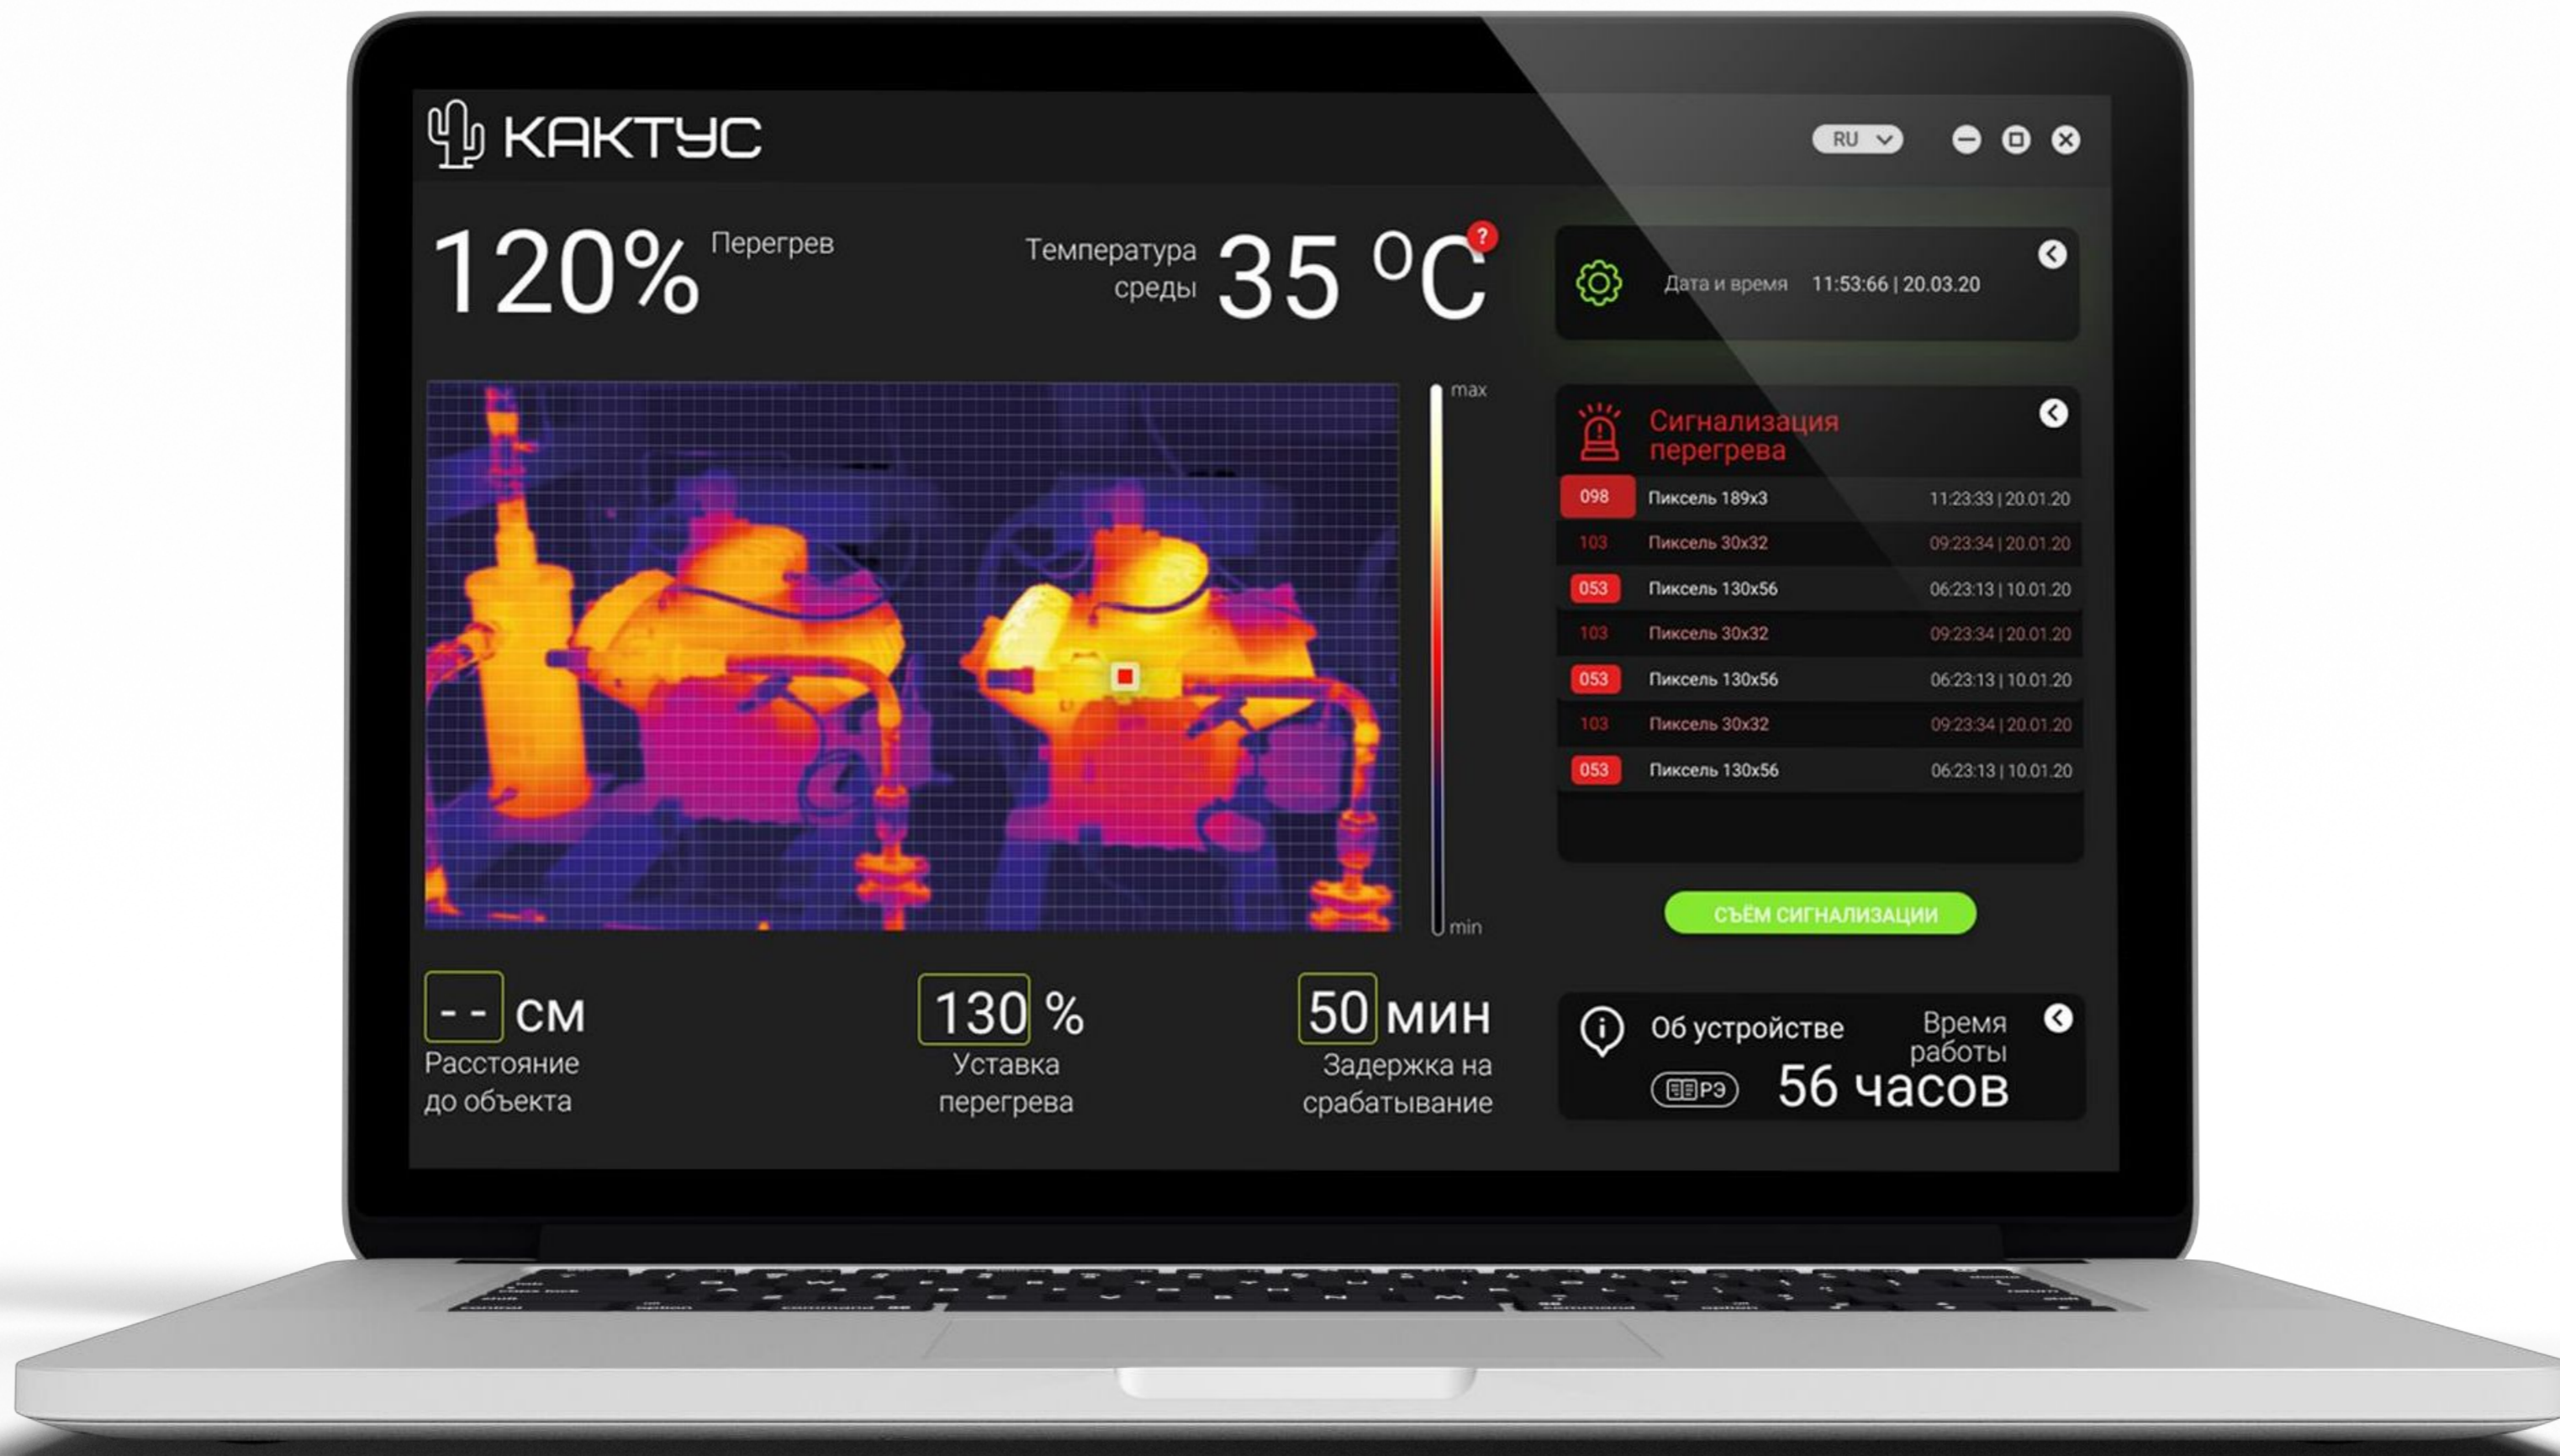 КАКТУС
RU
120% Перегрев
Температура
среды
35 °C
?
Дата и время 11:53:66 | 20.03.20
max
min
Сигнализация
перегрева
098 Пиксель 189x3 11:23:33 | 20.01.20
103 Пиксель 30x32 09:23:34 | 20.01.20
053 Пиксель 130x56 06:23:13 | 10.01.20
103 Пиксель 30x32 09:23:34 | 20.01.20
053 Пиксель 130x56 06:23:13 | 10.01.20
103 Пиксель 30x32 09:23:34 | 20.01.20
053 Пиксель 130x56 06:23:13 | 10.01.20
СЪЁМ СИГНАЛИЗАЦИИ
-- см
Расстояние
до объекта
130 %
Уставка
перегрева
50 мин
Задержка на
срабатывание
Об устройстве
Время
работы
РЭ
56 часов
control option command
command option